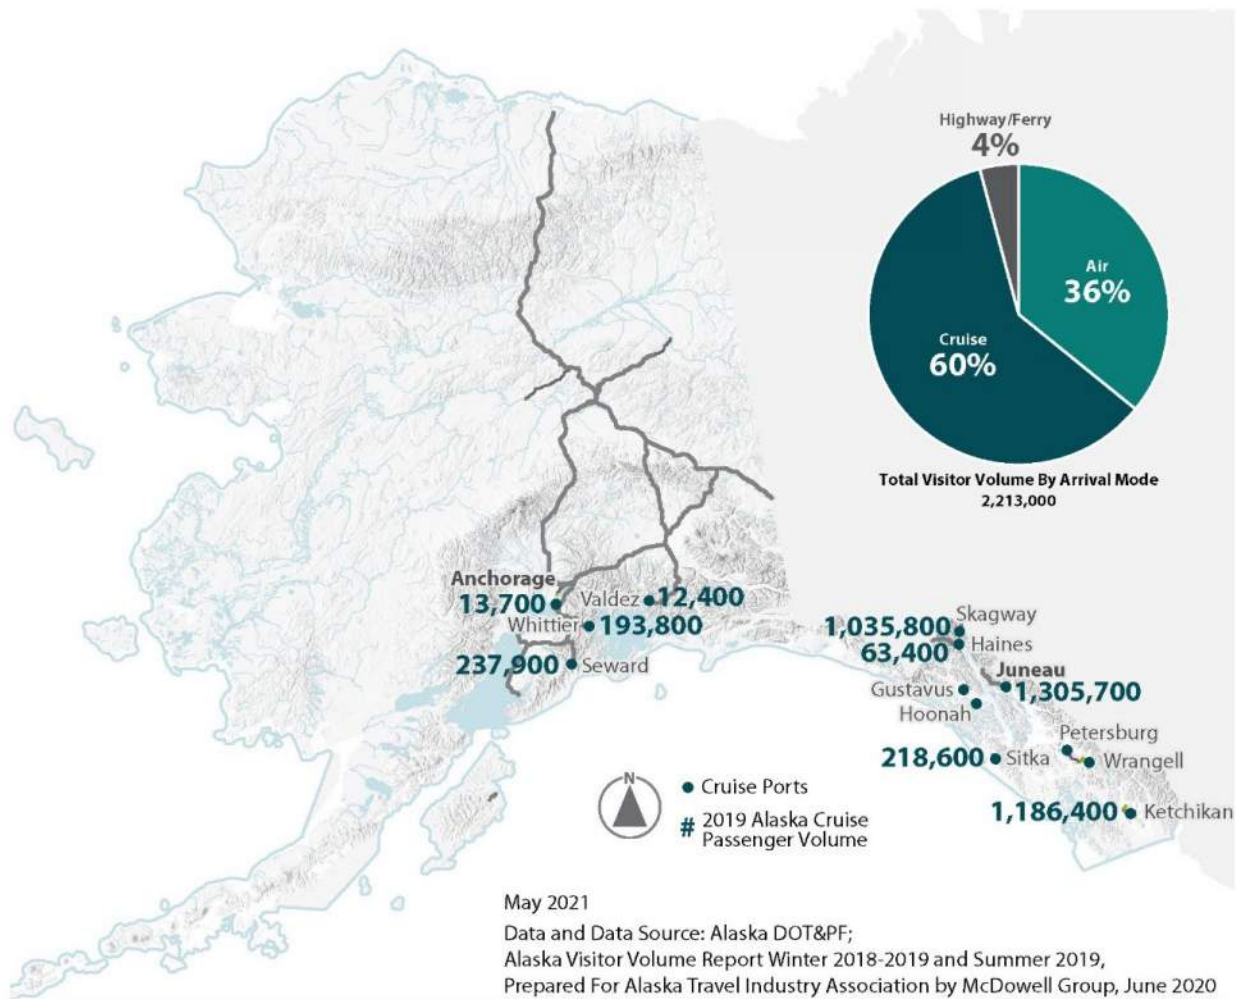 Highway/Ferry
4%
Air
36%
Cruise
60%
Total Visitor Volume By Arrival Mode
2,213,000
Anchorage
13,700
Valdez
12,400
Whittier
193,800
237,900
Seward
Skagway
1,035,800
63,400
Haines
Juneau
1,305,700
Gustavus
Hoonah
Petersburg
218,600
Sitka
Wrangell
1,186,400
Ketchikan
N
Cruise Ports
# 2019 Alaska Cruise
Passenger Volume
May 2021
Data and Data Source: Alaska DOT&PF;
Alaska Visitor Volume Report Winter 2018-2019 and Summer 2019,
Prepared For Alaska Travel Industry Association by McDowell Group, June 2020